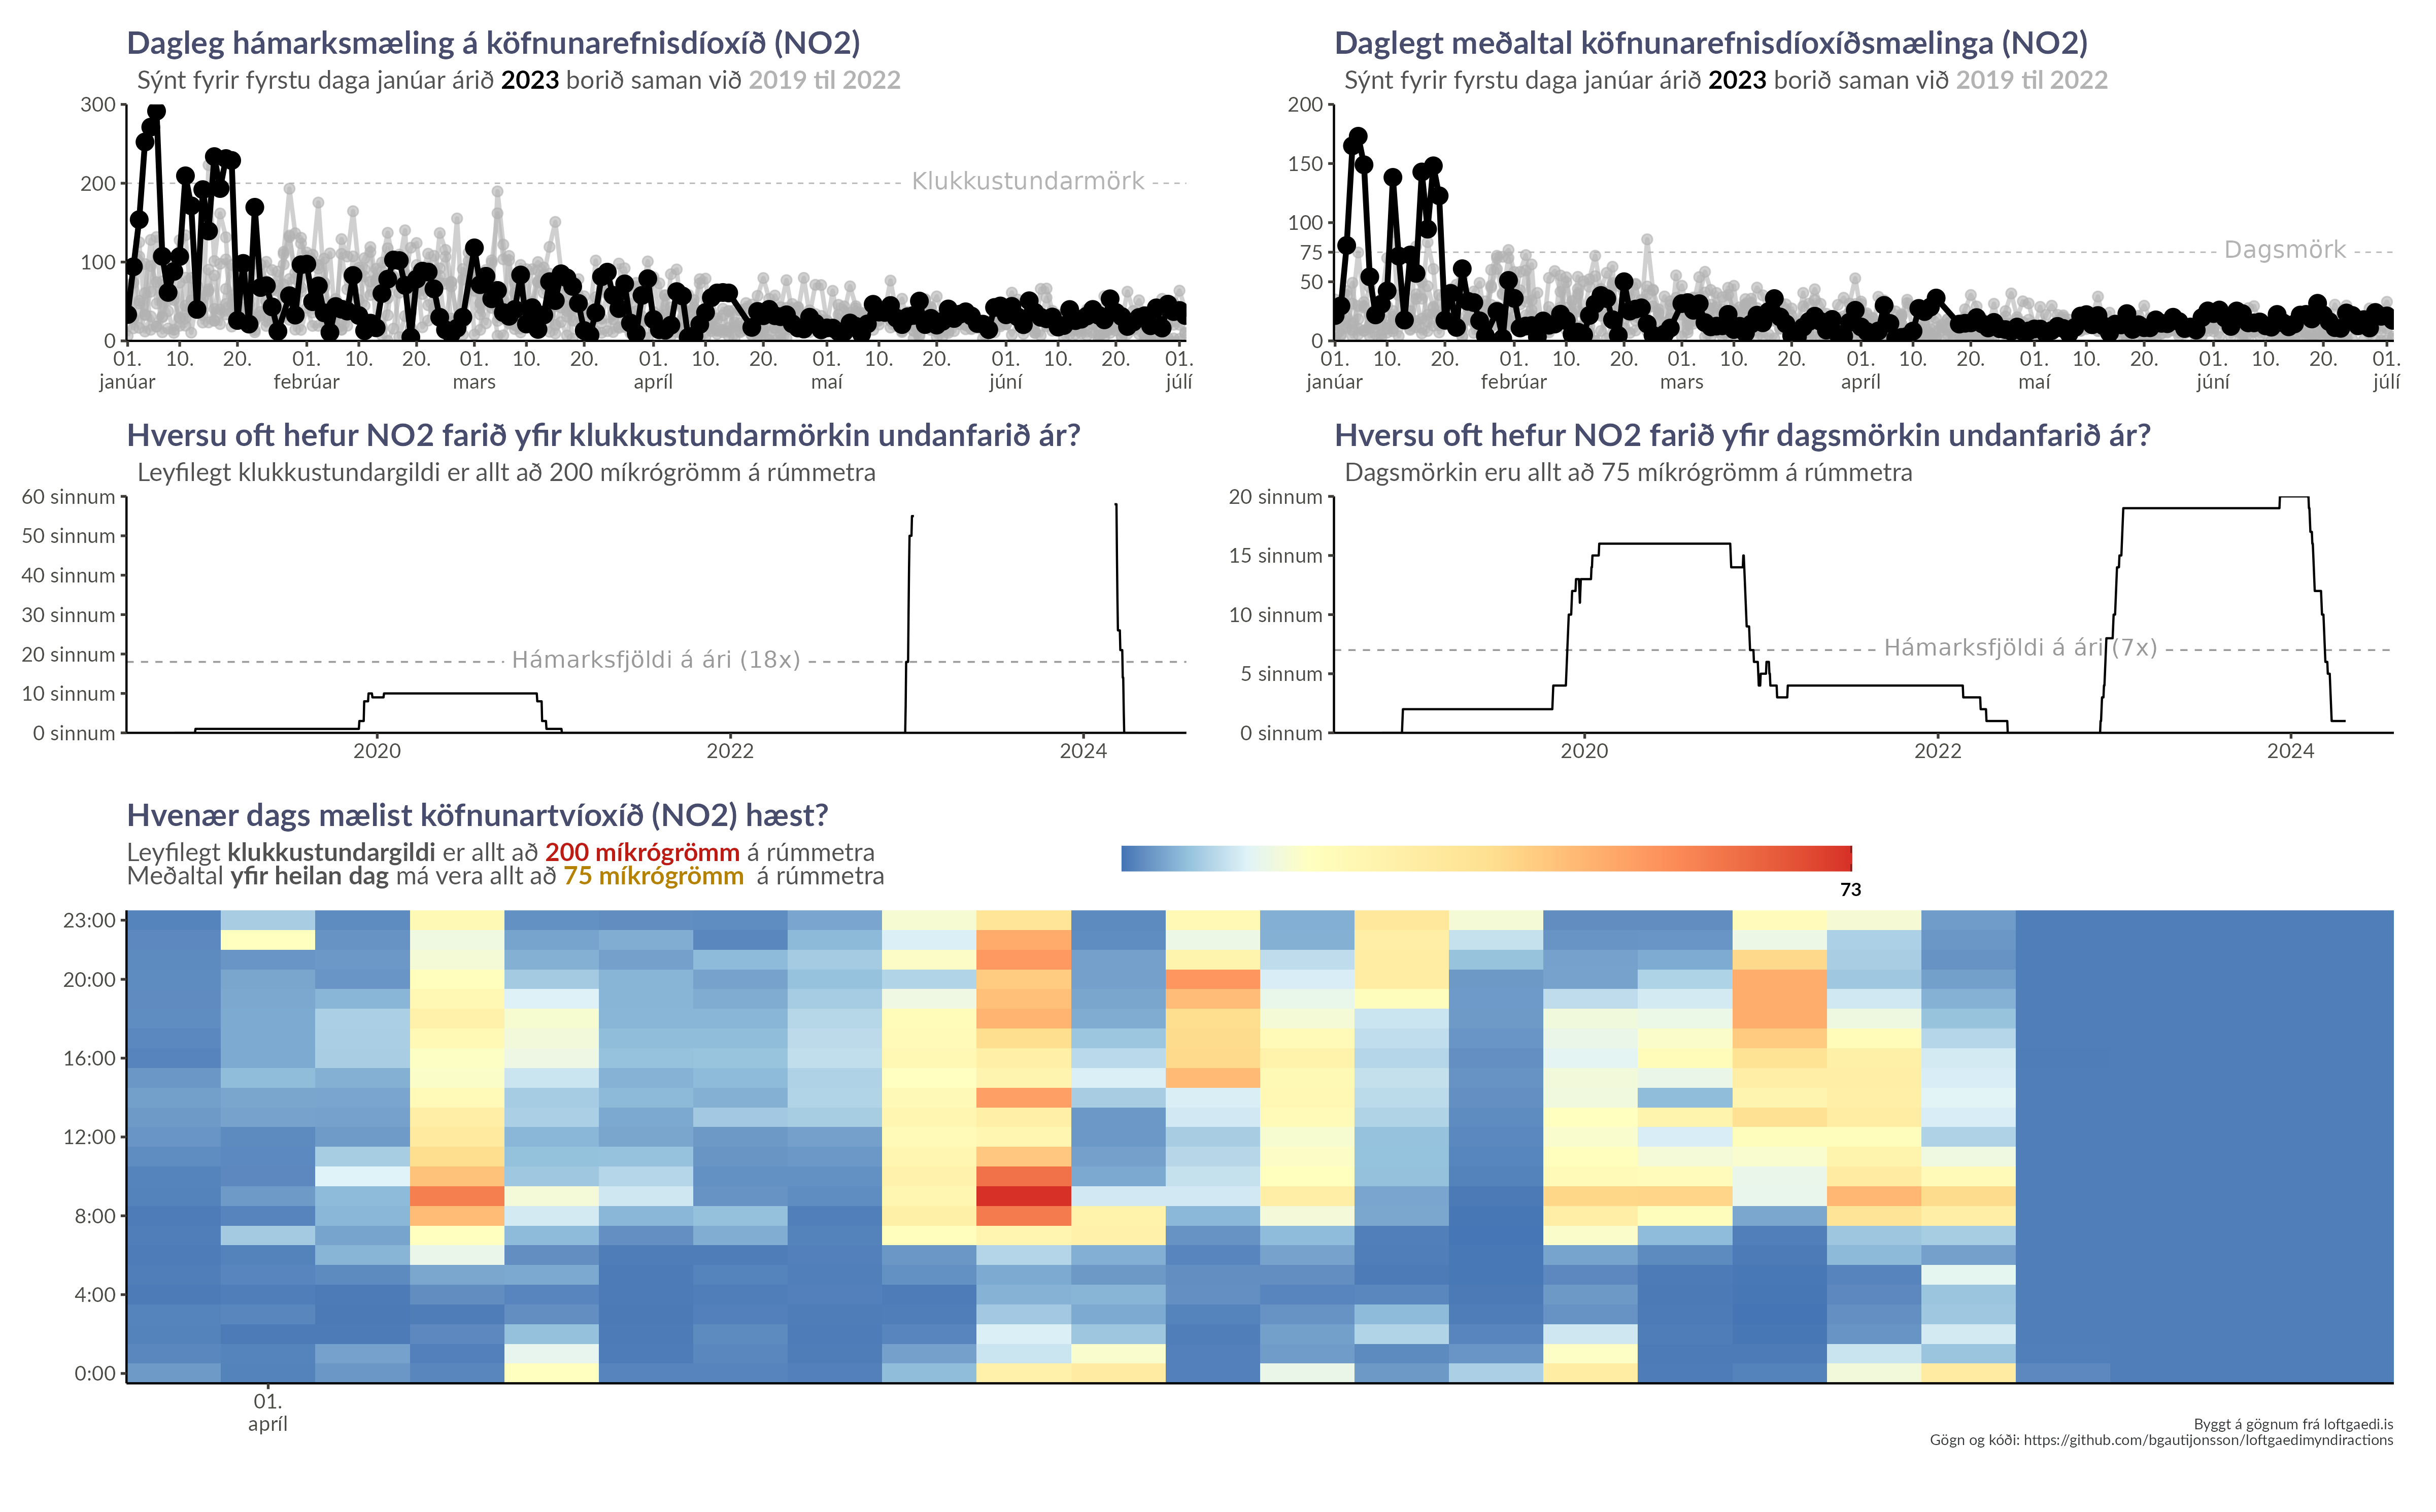 Dagleg hámarksmæling á köfnunarefnisdíoxíð (NO2)
Sýnt fyrir fyrstu daga janúar árið 2023 borið saman við 2019 til 2022
300
200
100
0
Klukkustundarmörk
01. 10. 20. 01. 10. 20. 01. 10. 20. 01. 10. 20. 01. 10. 20. 01. 10. 20. 01.
janúar febrúar mars apríl maí júní júlí
Daglegt meðaltal köfnunarefnisdíoxíðsmælinga (NO2)
Sýnt fyrir fyrstu daga janúar árið 2023 borið saman við 2019 til 2022
200
150
100
75
50
0
Dagsmörk
01. 10. 20. 01. 10. 20. 01. 10. 20. 01. 10. 20. 01. 10. 20. 01. 10. 20. 01.
janúar febrúar mars apríl maí júní júlí
Hversu oft hefur NO2 farið yfir klukkustundarmörkin undanfarið ár?
Leyfilegt klukkustundargildi er allt að 200 míkrógrömm á rúmmetra
60 sinnum
50 sinnum
40 sinnum
30 sinnum
20 sinnum
10 sinnum
0 sinnum
Hámarksfjöldi á ári (18x)
2020 2022 2024
Hversu oft hefur NO2 farið yfir dagsmörkin undanfarið ár?
Dagsmörkin eru allt að 75 míkrógrömm á rúmmetra
20 sinnum
15 sinnum
10 sinnum
5 sinnum
0 sinnum
Hámarksfjöldi á ári (7x)
2020 2022 2024
Hvenær dags mælist köfnunartvíoxíð (NO2) hæst?
Leyfilegt klukkustundargildi er allt að 200 míkrógrömm á rúmmetra
Meðaltal yfir heilan dag má vera allt að 75 míkrógrömm á rúmmetra
73
23:00
20:00
16:00
12:00
8:00
4:00
0:00
01.
apríl
Byggt á gögnum frá loftgaedi.is
Gögn og kóði: https://github.com/bgautijonsson/loftgaedimyndiractions